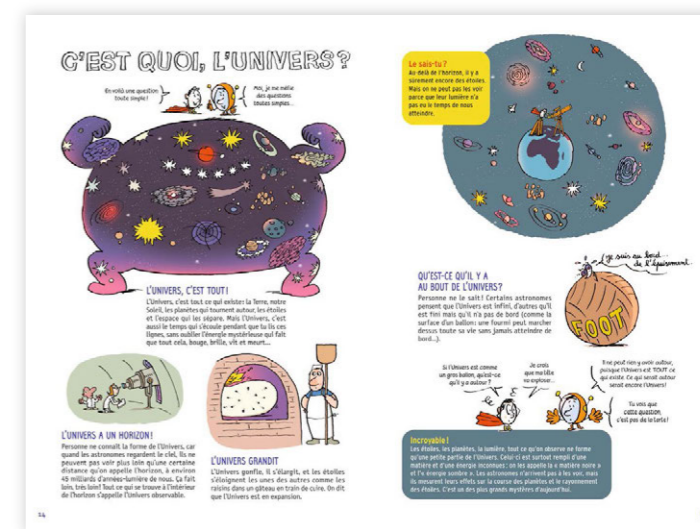 C'EST QUOI, L'UNIVERS ?
En voilà une question
toute simple !
Moi, je me méfie
des questions
toutes simples...
L'UNIVERS, C'EST TOUT !
L'Univers, c'est tout ce qui existe : la Terre, notre
Soleil, les planètes qui tournent autour, les étoiles
et l'espace qui les sépare. Mais l'Univers, c'est
aussi le temps qui s'écoule pendant que tu lis ces
lignes, sans oublier l'énergie mystérieuse qui fait
que tout cela, bouge, brille, vit et meurt...
L'UNIVERS A UN HORIZON !
Personne ne connaît la forme de l'Univers, car
quand les astronomes regardent le ciel, ils ne
peuvent pas voir plus loin qu'une certaine
distance qu'on appelle l'horizon, à environ
45 milliards d'années-lumière de nous. Ça fait
loin, très loin ! Tout ce qui se trouve à l'intérieur
de l'horizon s'appelle l'Univers observable.
L'UNIVERS GRANDIT
L'Univers gonfle, il s'élargit, et les étoiles
s'éloignent les unes des autres comme les
raisins dans un gâteau en train de cuire. On dit
que l'Univers est en expansion.
14
Le sais-tu ?
Au-delà de l'horizon, il y a
sûrement encore des étoiles.
Mais on ne peut pas les voir
parce que leur lumière n'a
pas eu le temps de nous
atteindre.
QU'EST-CE QU'IL Y A
AU BOUT DE L'UNIVERS ?
Personne ne le sait ! Certains astronomes
pensent que l'Univers est infini, d'autres qu'il
est fini mais qu'il n'a pas de bord (comme la
surface d'un ballon : une fourmi peut marcher
dessus toute sa vie sans jamais atteindre de
bord...).
Je suis au bord...
de l'épuisement.
FOOT
Si l'Univers est comme
un gros ballon, qu'est-ce
qu'il y a autour ?
Je crois
que ma tête
va exploser...
Il ne peut rien y avoir autour,
puisque l'Univers est TOUT ce
qui existe. Ce qui serait autour
serait encore l'Univers !
Tu vois que
cette question,
c'est pas de la tarte !
Incroyable !
Les étoiles, les planètes, la lumière, tout ce qu'on observe ne forme
qu'une petite partie de l'Univers. Celui-ci est surtout rempli d'une
matière et d'une énergie inconnues ; on les appelle la « matière noire »
et l'« énergie sombre ». Les astronomes n'arrivent pas à les voir, mais
ils mesurent leurs effets sur la course des planètes et le rayonnement
des étoiles. C'est un des plus grands mystères d'aujourd'hui.